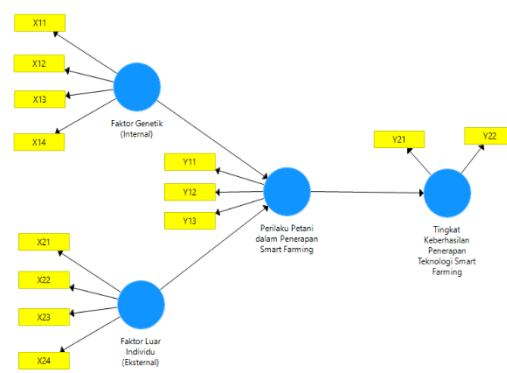 X11
X12
X13
X14
Faktor Genetik
(Internal)
Y11
Y12
Y13
Perilaku Petani
dalam Penerapan
Smart Farming
Y21
Y22
Tingkat
Keberhasilan
Penerapan
Teknologi Smart
Farming
X21
X22
X23
X24
Faktor Luar
Individu
(Eksternal)